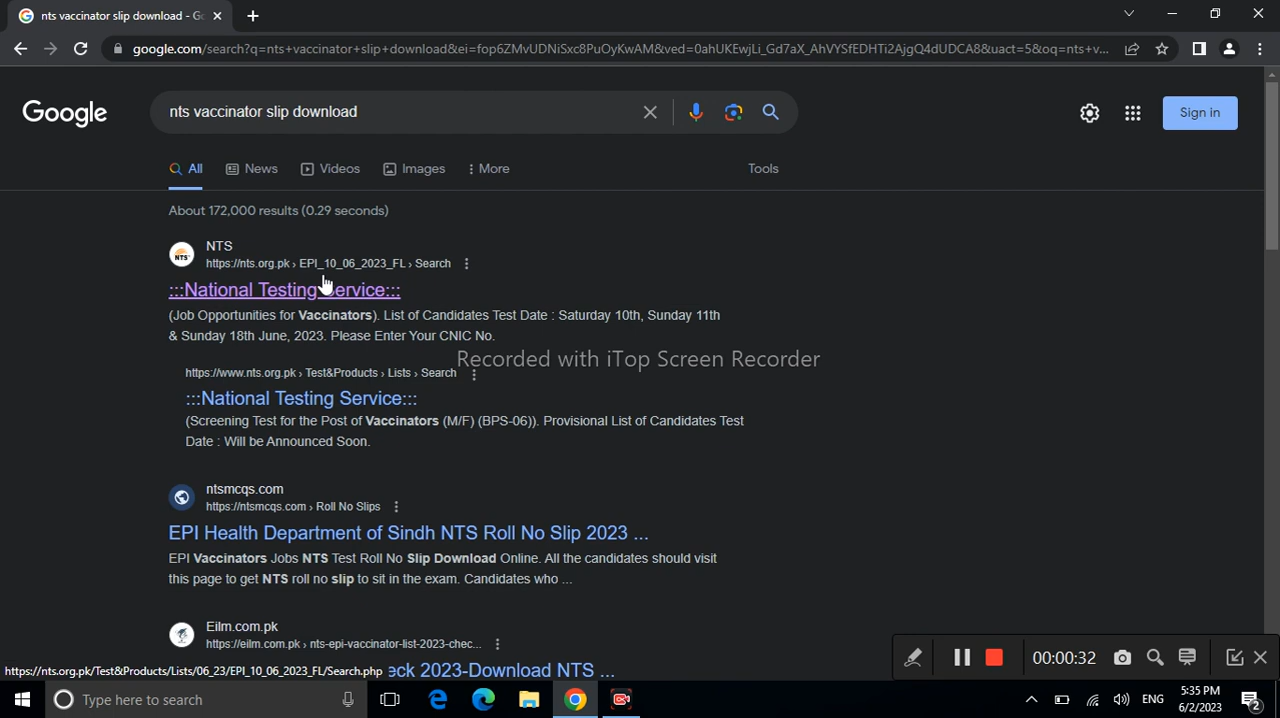 nts vaccinator slip download - Go
google.com/search?q=nts+vaccinator+slip+download&ei=fop6ZMvUDNiSxc8PuOyKwAM&ved=0ahUKEwjLi_Gd7aX_AhVYSfEDHTi2AjgQ4dUDCA8&uact=5&oq=nts+v...
Google
nts vaccinator slip download
Sign in
All
News
Videos
Images
More
Tools
About 172,000 results (0.29 seconds)
NTS
https://nts.org.pk › EPI_10_06_2023_FL › Search
:::National Testing Service:::
(Job Opportunities for Vaccinators). List of Candidates Test Date : Saturday 10th, Sunday 11th
& Sunday 18th June, 2023. Please Enter Your CNIC No.
Recorded with iTop Screen Recorder
https://www.nts.org.pk › Test&Products › Lists › Search
:::National Testing Service:::
(Screening Test for the Post of Vaccinators (M/F) (BPS-06)). Provisional List of Candidates Test
Date : Will be Announced Soon.
ntsmcqs.com
https://ntsmcqs.com › Roll No Slips
EPI Health Department of Sindh NTS Roll No Slip 2023 ...
EPI Vaccinators Jobs NTS Test Roll No Slip Download Online. All the candidates should visit
this page to get NTS roll no slip to sit in the exam. Candidates who ...
Eilm.com.pk
https://eilm.com.pk › nts-epi-vaccinator-list-2023-chec...
https://nts.org.pk/Test&Products/Lists/06_23/EPI_10_06_2023_FL/Search.php
eck 2023-Download NTS ...
00:00:32
Type here to search
ENG
5:35 PM
6/2/2023
2